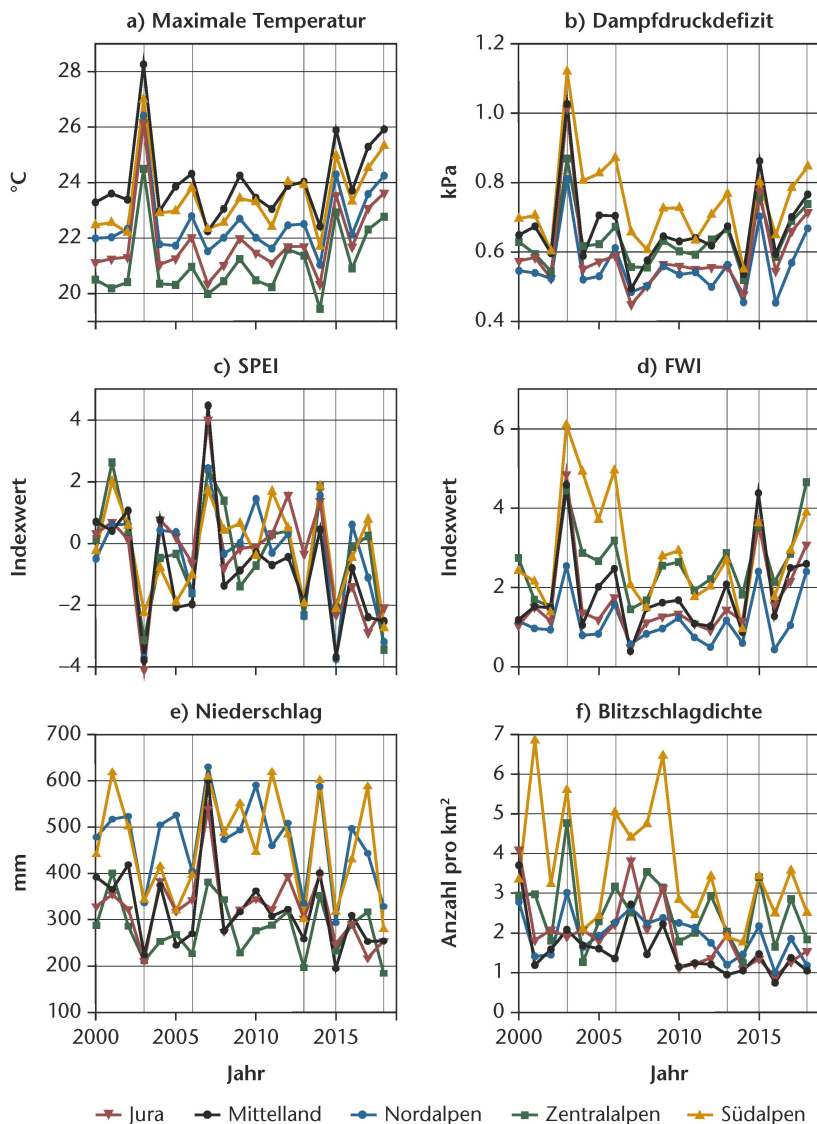 a) Maximale Temperatur
°C
28
26
24
22
20
b) Dampfdruckdefizit
kPa
1.2
1.0
0.8
0.6
0.4
c) SPEI
Indexwert
4
2
0
−2
−4
d) FWI
Indexwert
6
4
2
0
e) Niederschlag
mm
700
600
500
400
300
200
100
2000 2005 2010 2015
Jahr
f) Blitzschlagdichte
Anzahl pro km²
7
6
5
4
3
2
1
0
2000 2005 2010 2015
Jahr
Jura Mittelland Nordalpen Zentralalpen Südalpen